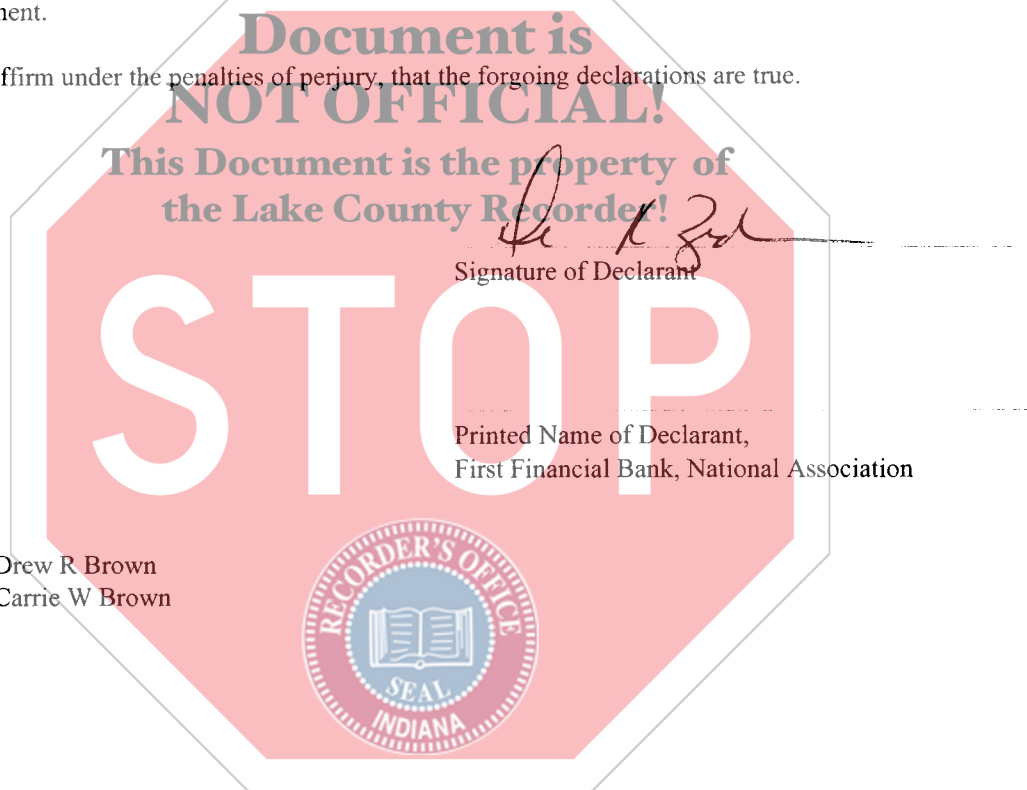 nent.
Document is
ffirm under the penalties of perjury, that the forgoing declarations are true.
NOT OFFICIAL!
This Document is the property of
the Lake County Recorder!
Signature of Declarant
STOP
Printed Name of Declarant,
First Financial Bank, National Association
RECORDER'S OFFICE
Drew R Brown
Carrie W Brown
SEAL
INDIANA